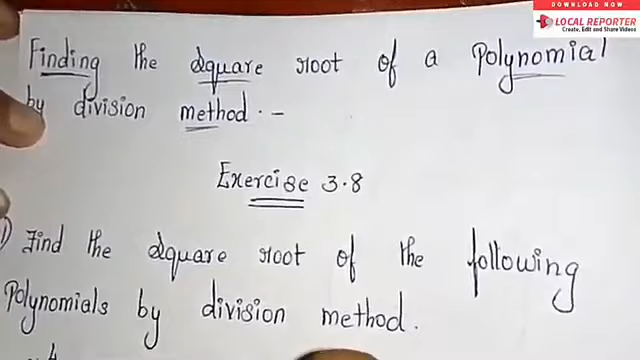 DOWNLOAD NOW
LOCAL REPORTER
Create, Edit and Share Videos
Finding the square root of a polynomial
by division method. -
Exercise 3.8
1) Find the square root of the following
Polynomials by division method.